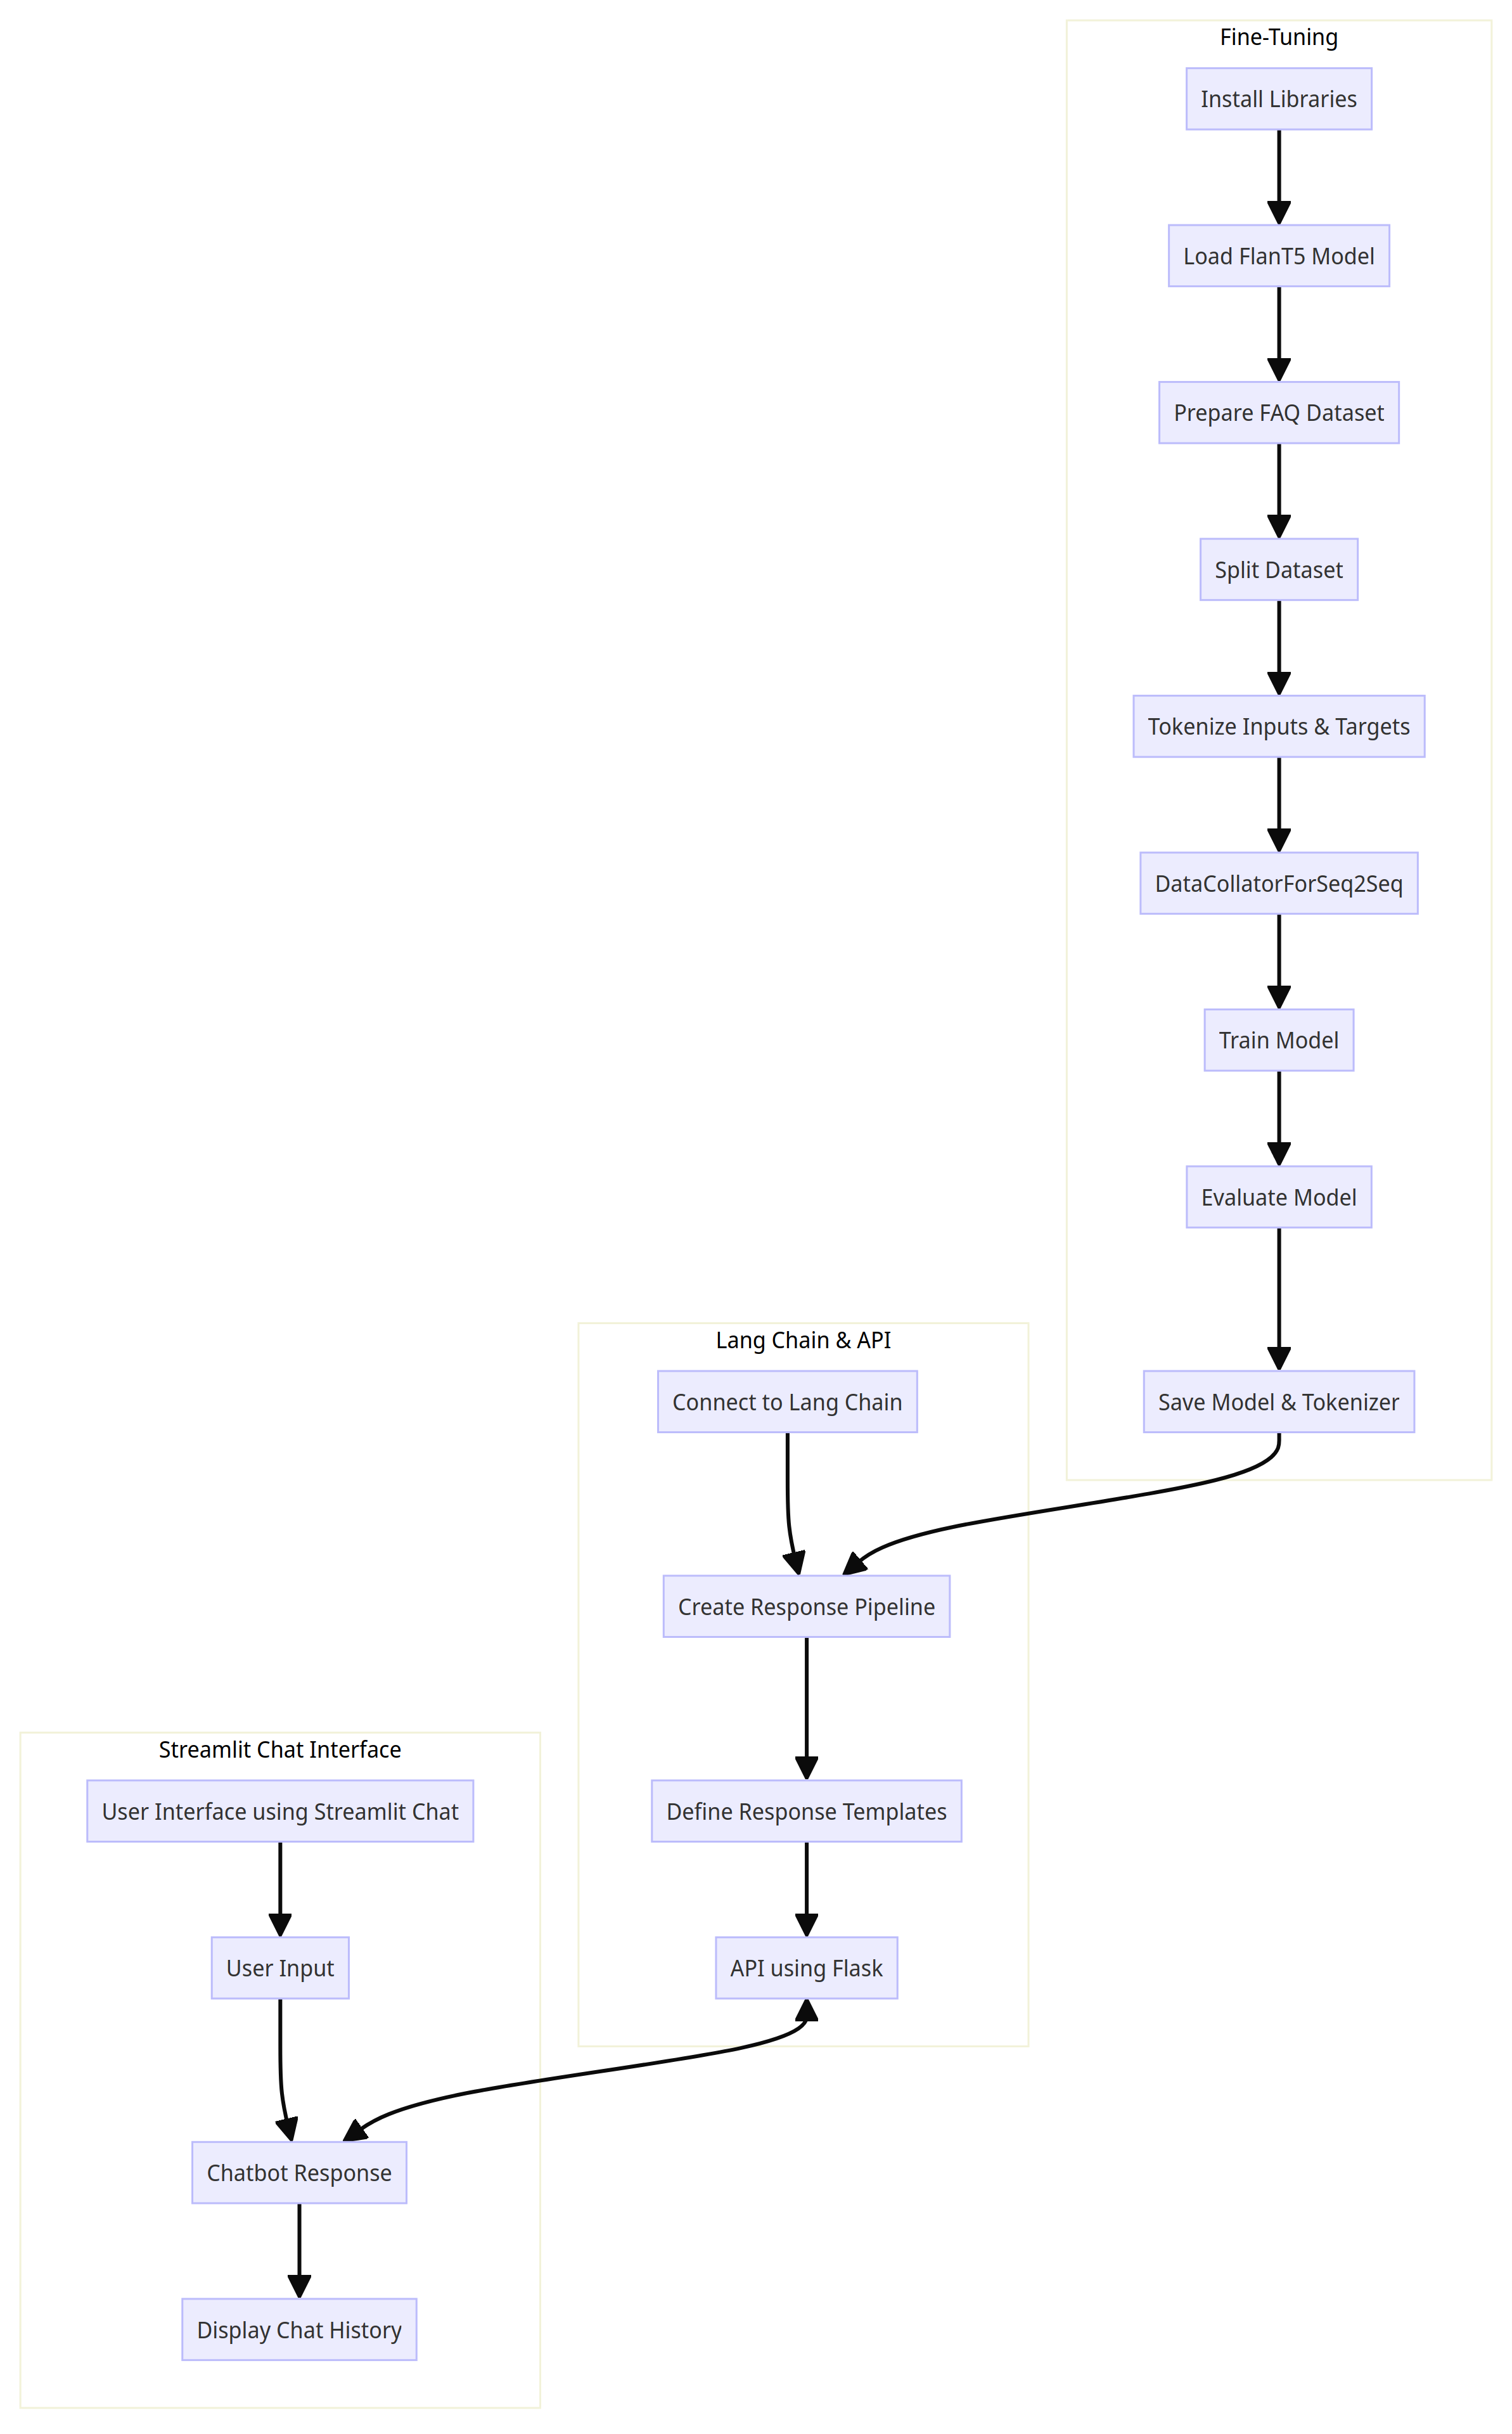 Fine-Tuning
Install Libraries
Load FlanT5 Model
Prepare FAQ Dataset
Split Dataset
Tokenize Inputs & Targets
DataCollatorForSeq2Seq
Train Model
Evaluate Model
Save Model & Tokenizer
Lang Chain & API
Connect to Lang Chain
Create Response Pipeline
Define Response Templates
API using Flask
Streamlit Chat Interface
User Interface using Streamlit Chat
User Input
Chatbot Response
Display Chat History